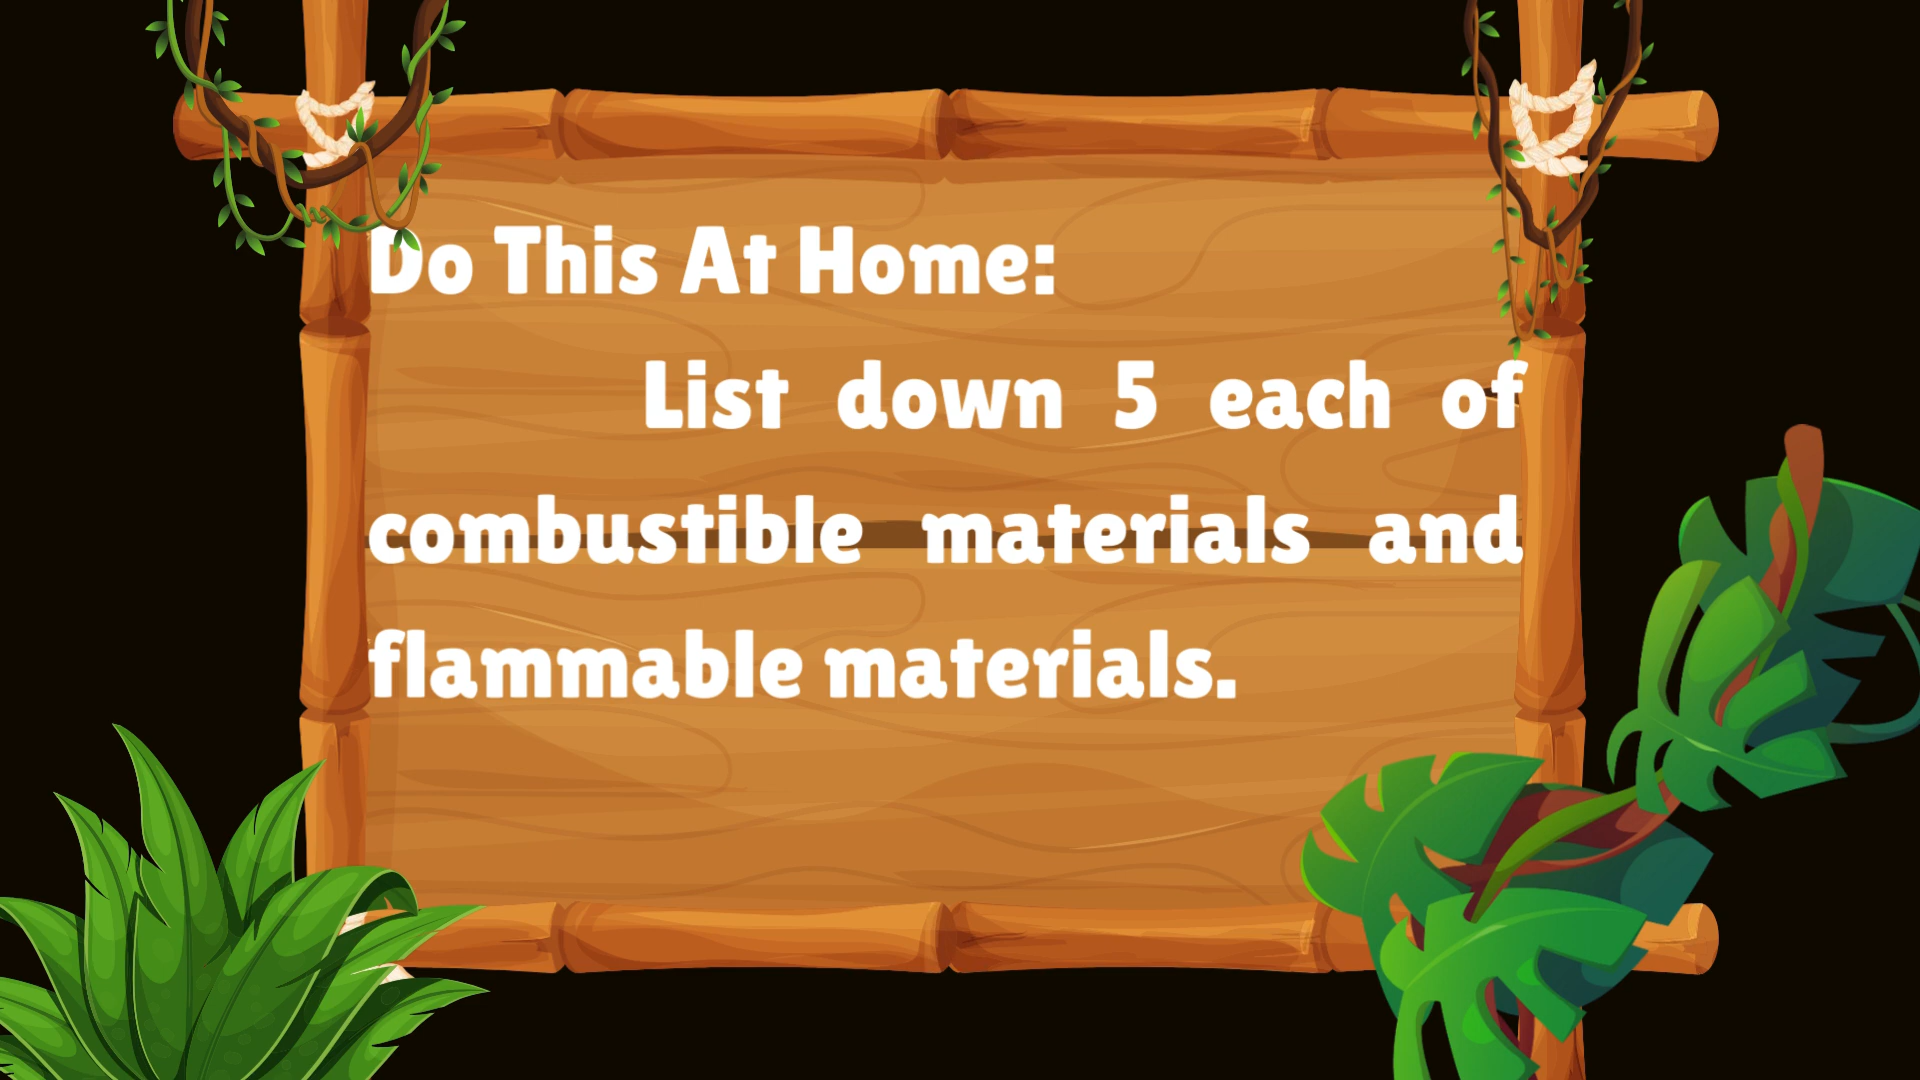 Do This At Home:
List down 5 each of
combustible materials and
flammable materials.